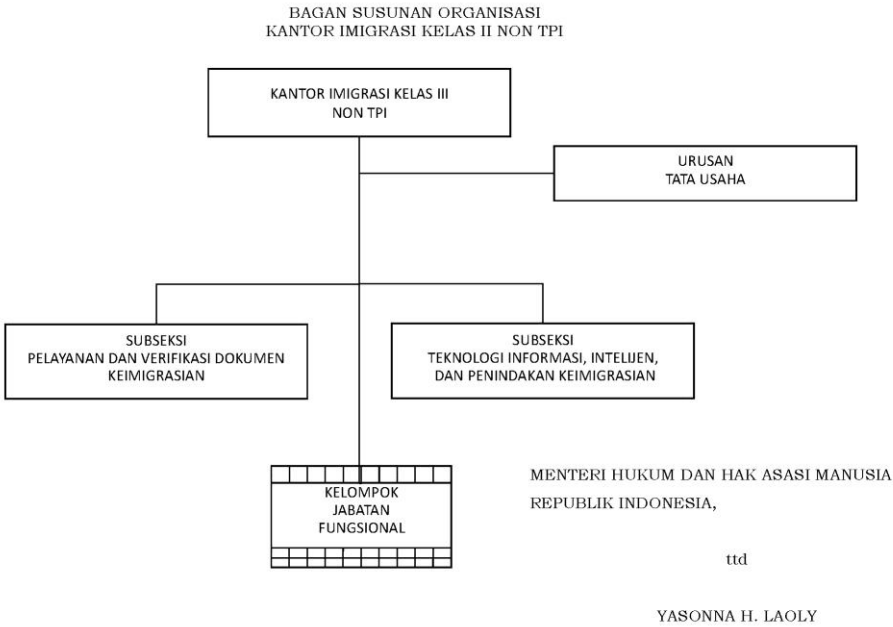 BAGAN SUSUNAN ORGANISASI
KANTOR IMIGRASI KELAS II NON TPI
KANTOR IMIGRASI KELAS III
NON TPI
URUSAN
TATA USAHA
SUBSEKSI
PELAYANAN DAN VERIFIKASI DOKUMEN
KEIMIGRASIAN
SUBSEKSI
TEKNOLOGI INFORMASI, INTELIJEN,
DAN PENINDAKAN KEIMIGRASIAN
KELOMPOK
JABATAN
FUNGSIONAL
MENTERI HUKUM DAN HAK ASASI MANUSIA
REPUBLIK INDONESIA,
ttd
YASONNA H. LAOLY